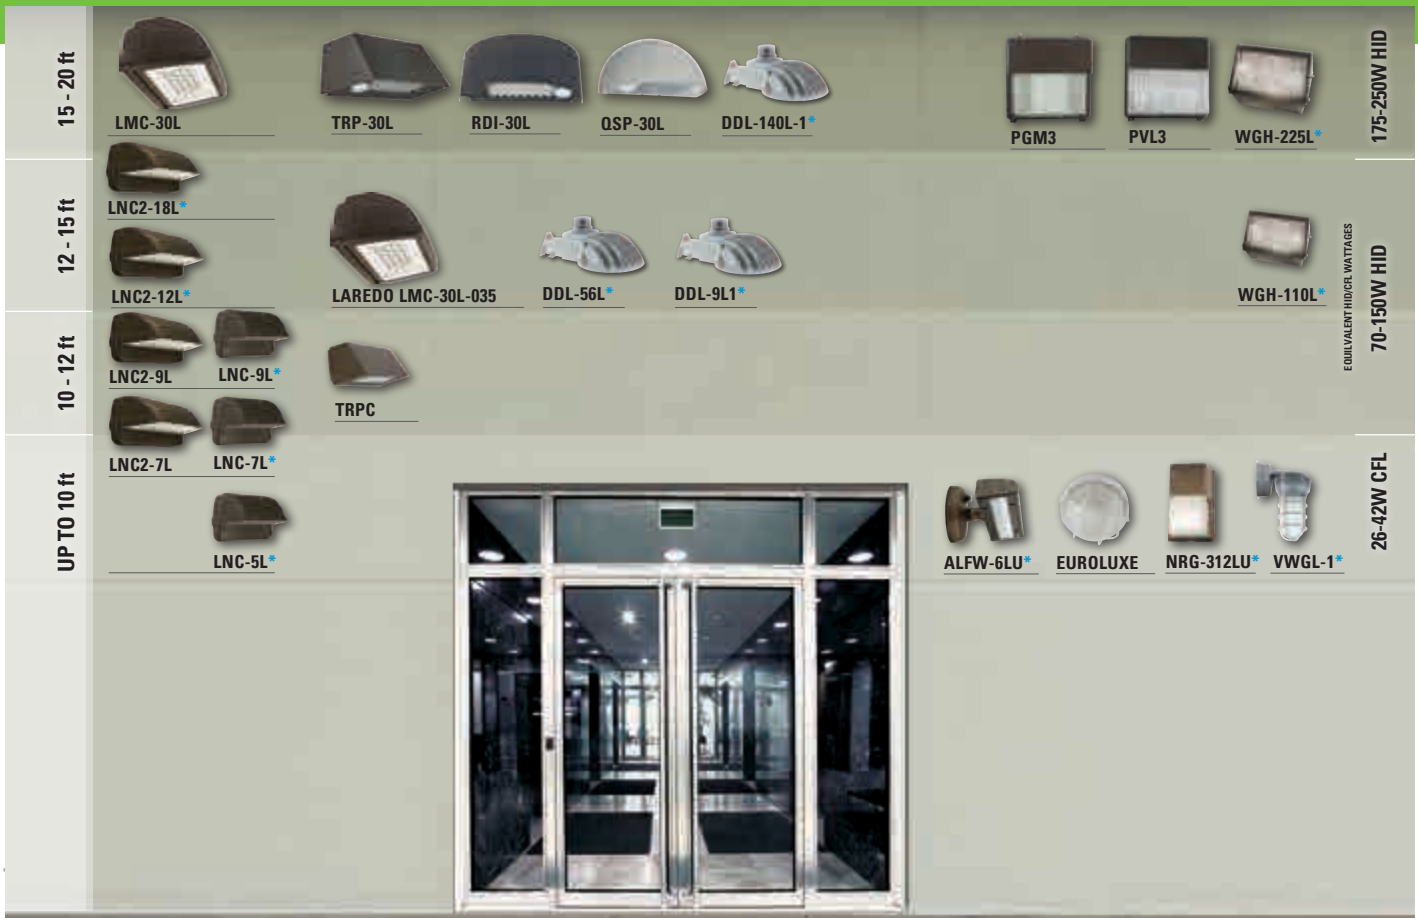 15 - 20 ft
LMC-30L
TRP-30L
RDI-30L
QSP-30L
DDL-140L-1*
PGM3
PVL3
WGH-225L*
175-250W HID
12 - 15 ft
LNC2-18L*
LNC2-12L*
LAREDO LMC-30L-035
DDL-56L*
DDL-9L1*
WGH-110L*
EQUILVALENT HID/CFL WATTAGES
70-150W HID
10 - 12 ft
LNC2-9L
LNC-9L*
TRPC
LNC2-7L
LNC-7L*
UP TO 10 ft
LNC-5L*
ALFW-6LU*
EUROLUXE
NRG-312LU*
VWGL-1*
26-42W CFL